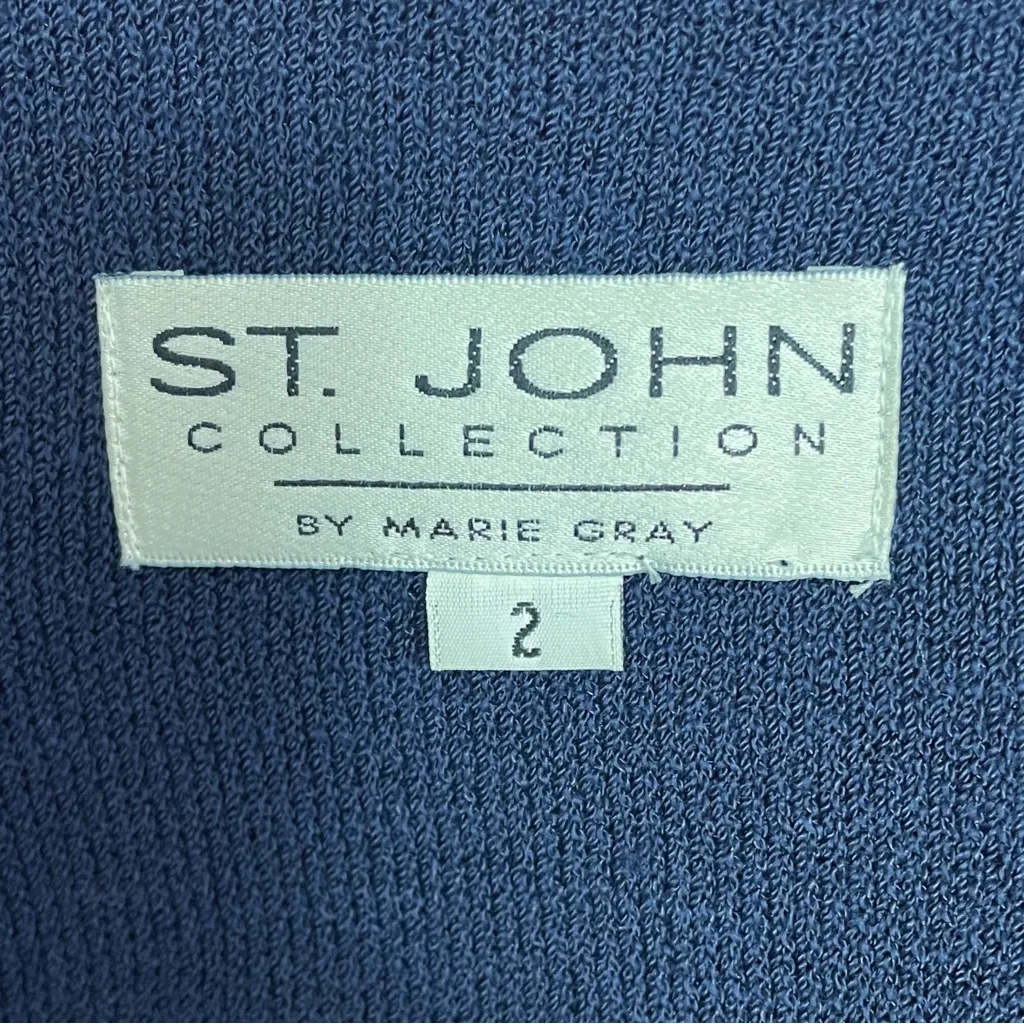 ST. JOHN
COLLECTION
BY MARIE GRAY
2